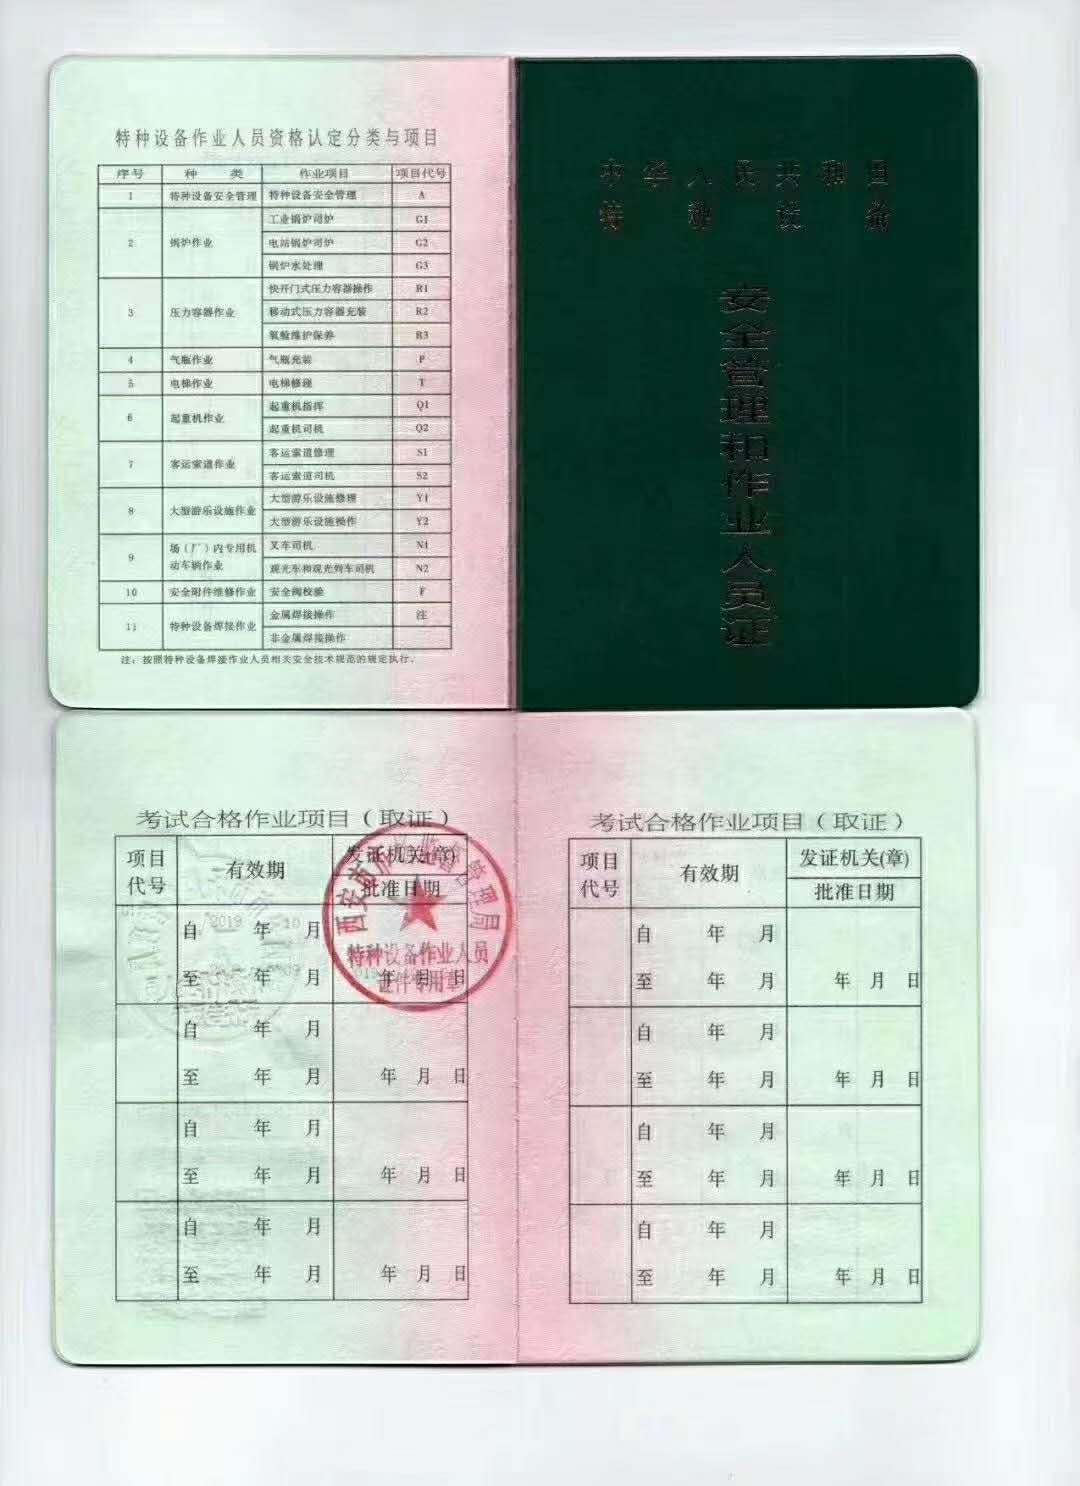 特种设备作业人员资格认定分类与项目
序号 种 类 作业项目 项目代号
1 特种设备安全管理 特种设备安全管理 A
2 锅炉作业 工业锅炉司炉 G1
电站锅炉司炉 G2
锅炉水处理 G3
3 压力容器作业 快开门式压力容器操作 R1
移动式压力容器充装 R2
氧舱维护保养 R3
4 气瓶作业 气瓶充装 P
5 电梯作业 电梯修理 T
6 起重机作业 起重机指挥 Q1
起重机司机 Q2
7 客运索道作业 客运索道修理 S1
客运索道司机 S2
8 大型游乐设施作业 大型游乐设施修理 Y1
大型游乐设施操作 Y2
9 场（厂）内专用机动车辆作业 叉车司机 N1
观光车和观光列车司机 N2
10 安全附件维修作业 安全阀校验 F
11 特种设备焊接作业 金属焊接操作 注
非金属焊接操作
注：按照特种设备焊接作业人员相关安全技术规范的规定执行。
中华人民共和国
特种设备
安全管理和作业人员证
考试合格作业项目（取证）
项目代号 有效期 发证机关(章)
批准日期
自 2019 年 10 月
至 年 月 年 月 日
自 年 月
至 年 月 年 月 日
自 年 月
至 年 月 年 月 日
自 年 月
至 年 月 年 月 日
西安市 监督管理局
特种设备作业人员
证件专用章
考试合格作业项目（取证）
项目代号 有效期 发证机关(章)
批准日期
自 年 月
至 年 月 年 月 日
自 年 月
至 年 月 年 月 日
自 年 月
至 年 月 年 月 日
自 年 月
至 年 月 年 月 日